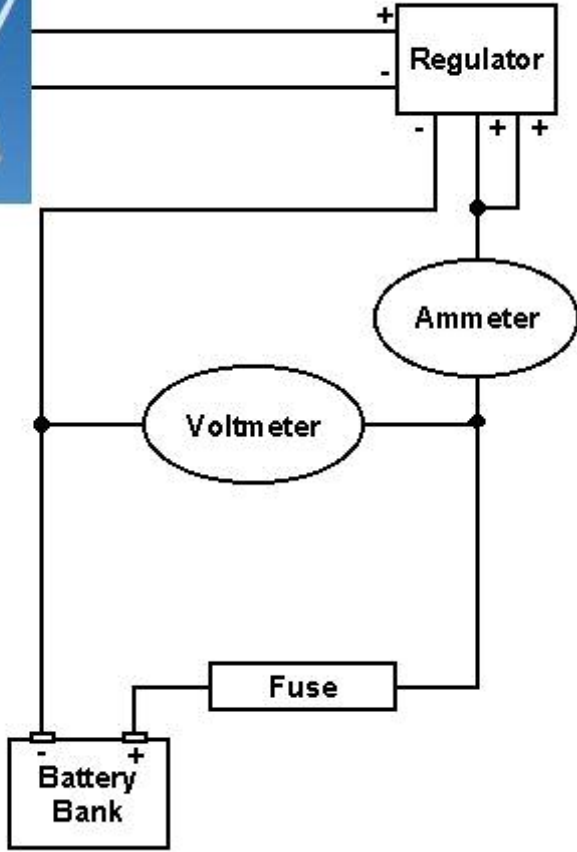 +
Regulator
-
- + +
Ammeter
Voltmeter
Fuse
- +
Battery
Bank